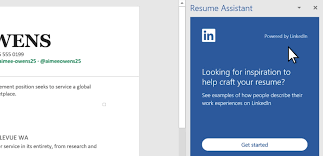 WENS
555 0199
aimee-owens25 · @aimeeowens25
ement position seeks to service a global
etplace.
LEVUE WA
r service in its entirety, from research and
Resume Assistant
in
Powered by LinkedIn
Looking for inspiration to
help craft your resume?
See examples of how people describe their
work experiences on LinkedIn
Get started